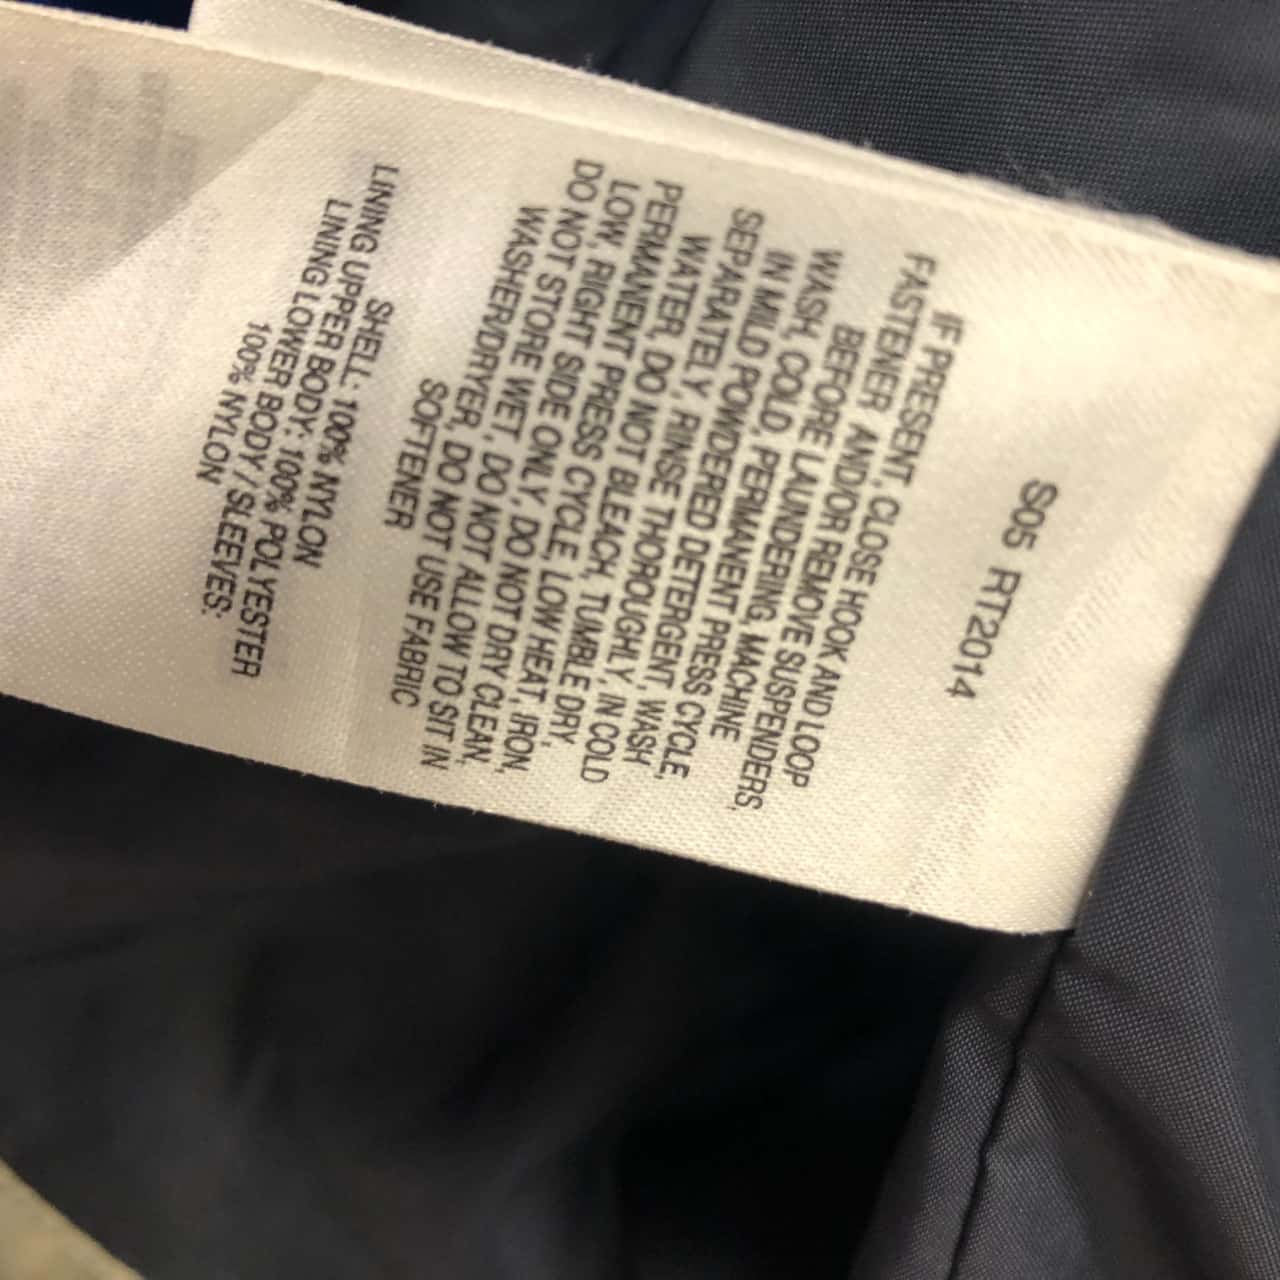 S05 RT2014
IF PRESENT, CLOSE HOOK AND LOOP
FASTENER AND/OR REMOVE SUSPENDERS
BEFORE LAUNDERING, MACHINE
WASH, COLD, PERMANENT PRESS CYCLE,
IN MILD POWDERED DETERGENT, WASH
SEPARATELY, RINSE THOROUGHLY, IN COLD
WATER, DO NOT BLEACH, TUMBLE DRY,
PERMANENT PRESS CYCLE, LOW HEAT, IRON,
LOW, RIGHT SIDE ONLY, DO NOT DRY CLEAN,
DO NOT STORE WET, DO NOT ALLOW TO SIT IN
WASHER/DRYER, DO NOT USE FABRIC
SOFTENER
SHELL: 100% NYLON
LINING UPPER BODY: 100% POLYESTER
LINING LOWER BODY / SLEEVES:
100% NYLON